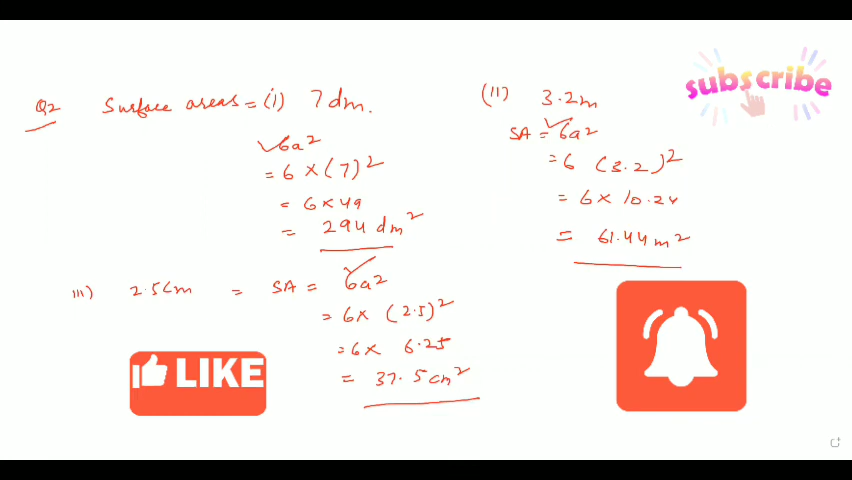 Q2 Surface areas = (i) 7 dm.
6a²
= 6 × (7)²
= 6 × 49
= 294 dm²
(ii) 3.2m
SA = 6a²
= 6 (3.2)²
= 6 × 10.24
= 61.44 m²
iii) 2.5cm = SA = 6a²
= 6 × (2.5)²
= 6 × 6.25
= 37.5 cm²
subscribe
LIKE